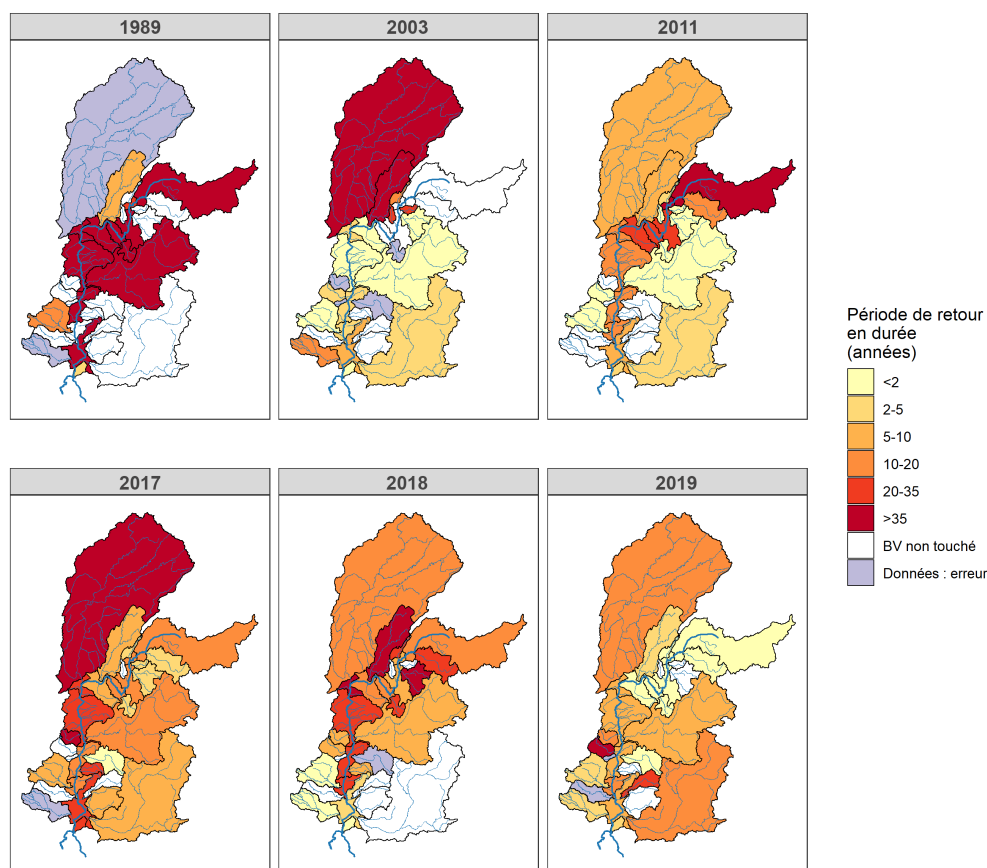 1989
2003
2011
2017
2018
2019
Période de retour
en durée
(années)
<2
2-5
5-10
10-20
20-35
>35
BV non touché
Données : erreur